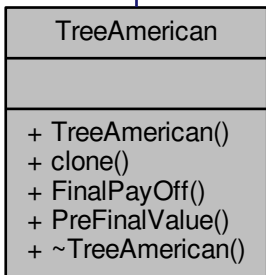 TreeAmerican
+ TreeAmerican()
+ clone()
+ FinalPayOff()
+ PreFinalValue()
+ ~TreeAmerican()